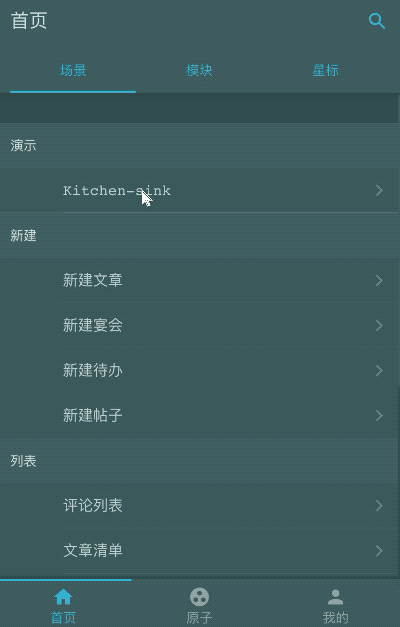 首页
场景 模块 星标
演示
Kitchen-sink
新建
新建文章
新建宴会
新建待办
新建帖子
列表
评论列表
文章清单
首页 原子 我的